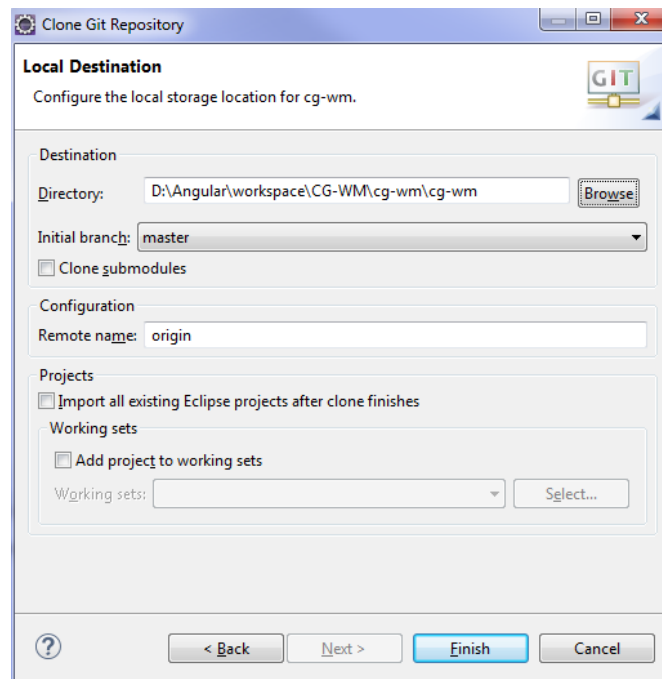 Clone Git Repository
Local Destination
Configure the local storage location for cg-wm.
GIT
Destination
Directory: D:\Angular\workspace\CG-WM\cg-wm\cg-wm Browse
Initial branch: master
Clone submodules
Configuration
Remote name: origin
Projects
Import all existing Eclipse projects after clone finishes
Working sets
Add project to working sets
Working sets: Select...
? < Back Next > Finish Cancel